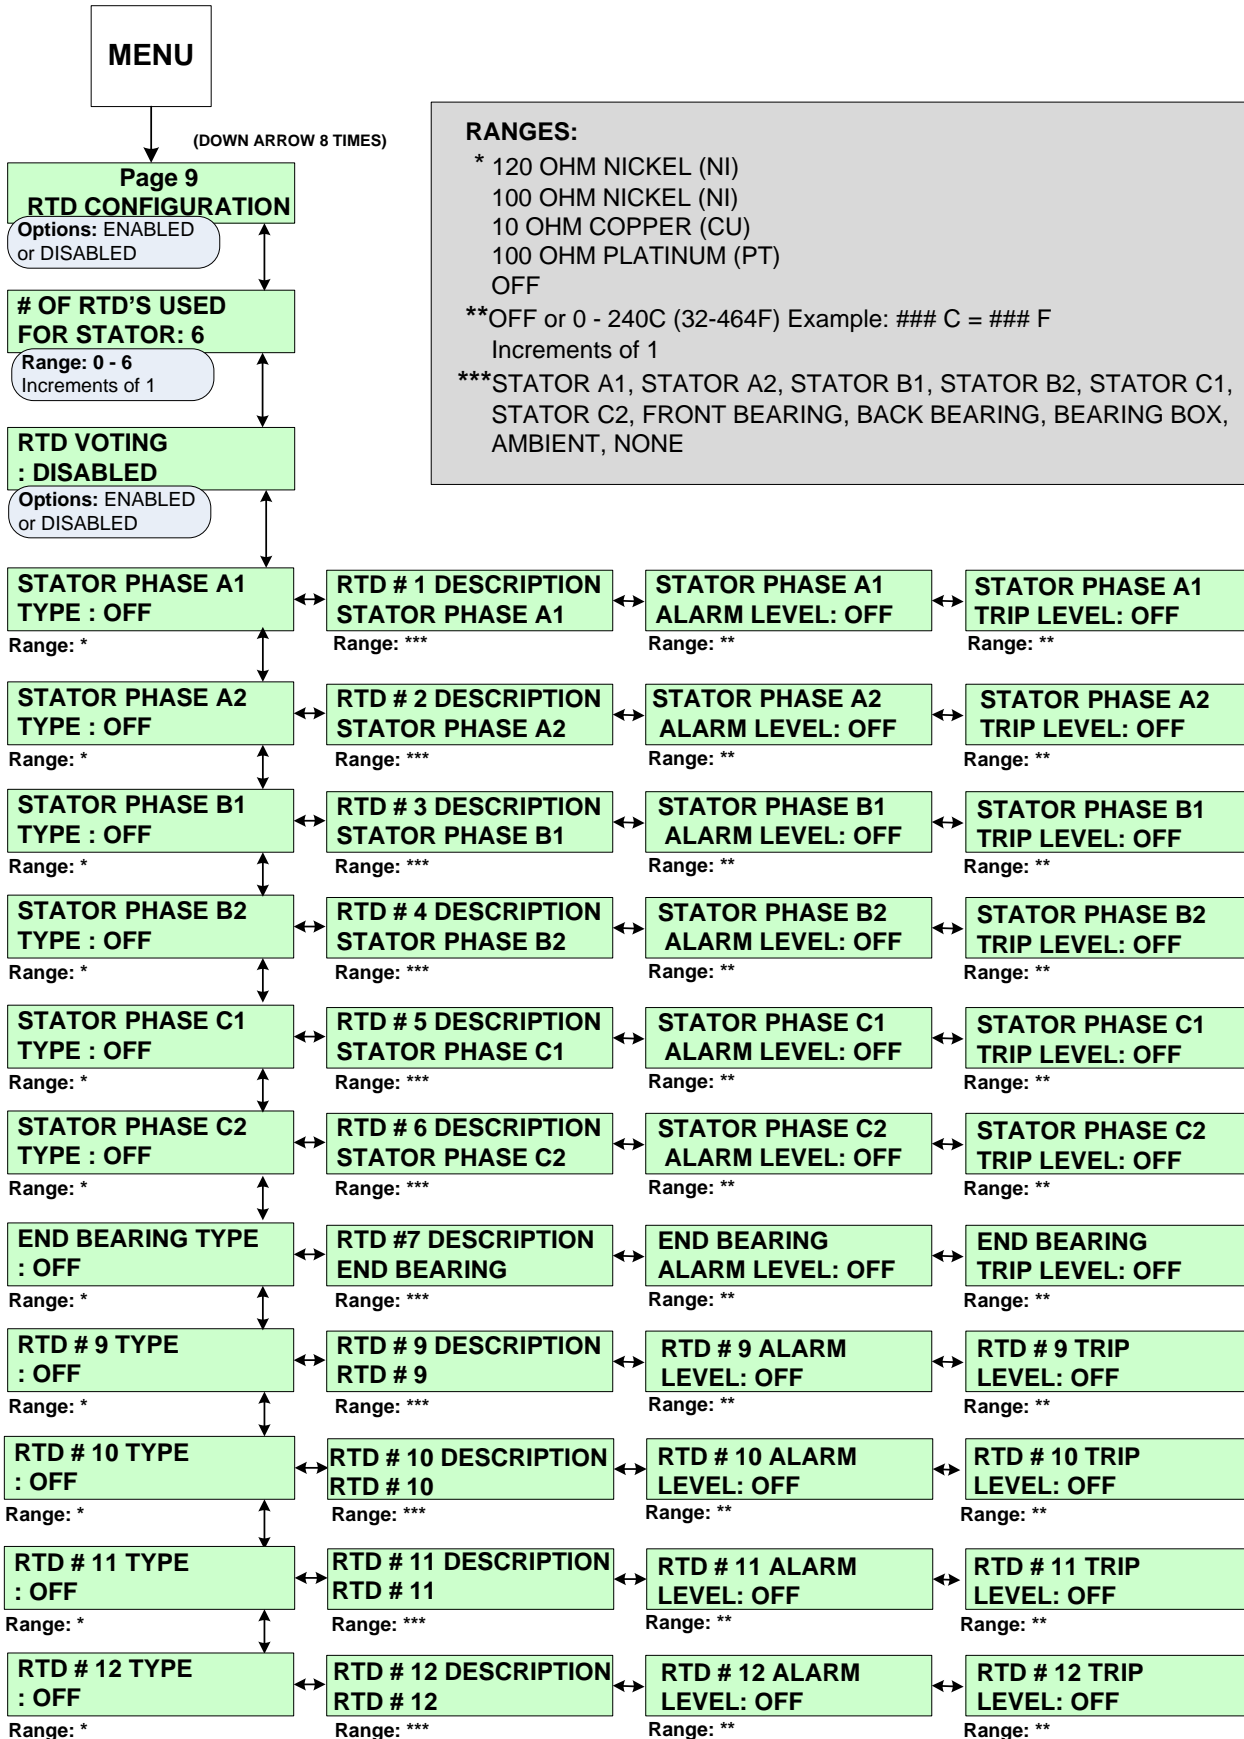 MENU
(DOWN ARROW 8 TIMES)
Page 9
RTD CONFIGURATION
Options: ENABLED
or DISABLED
# OF RTD'S USED
FOR STATOR: 6
Range: 0 - 6
Increments of 1
RTD VOTING
: DISABLED
Options: ENABLED
or DISABLED
RANGES:
* 120 OHM NICKEL (NI)
100 OHM NICKEL (NI)
10 OHM COPPER (CU)
100 OHM PLATINUM (PT)
OFF
**OFF or 0 - 240C (32-464F) Example: ### C = ### F
Increments of 1
***STATOR A1, STATOR A2, STATOR B1, STATOR B2, STATOR C1,
STATOR C2, FRONT BEARING, BACK BEARING, BEARING BOX,
AMBIENT, NONE
STATOR PHASE A1
TYPE : OFF
Range: *
RTD # 1 DESCRIPTION
STATOR PHASE A1
Range: ***
STATOR PHASE A1
ALARM LEVEL: OFF
Range: **
STATOR PHASE A1
TRIP LEVEL: OFF
Range: **
STATOR PHASE A2
TYPE : OFF
Range: *
RTD # 2 DESCRIPTION
STATOR PHASE A2
Range: ***
STATOR PHASE A2
ALARM LEVEL: OFF
Range: **
STATOR PHASE A2
TRIP LEVEL: OFF
Range: **
STATOR PHASE B1
TYPE : OFF
Range: *
RTD # 3 DESCRIPTION
STATOR PHASE B1
Range: ***
STATOR PHASE B1
ALARM LEVEL: OFF
Range: **
STATOR PHASE B1
TRIP LEVEL: OFF
Range: **
STATOR PHASE B2
TYPE : OFF
Range: *
RTD # 4 DESCRIPTION
STATOR PHASE B2
Range: ***
STATOR PHASE B2
ALARM LEVEL: OFF
Range: **
STATOR PHASE B2
TRIP LEVEL: OFF
Range: **
STATOR PHASE C1
TYPE : OFF
Range: *
RTD # 5 DESCRIPTION
STATOR PHASE C1
Range: ***
STATOR PHASE C1
ALARM LEVEL: OFF
Range: **
STATOR PHASE C1
TRIP LEVEL: OFF
Range: **
STATOR PHASE C2
TYPE : OFF
Range: *
RTD # 6 DESCRIPTION
STATOR PHASE C2
Range: ***
STATOR PHASE C2
ALARM LEVEL: OFF
Range: **
STATOR PHASE C2
TRIP LEVEL: OFF
Range: **
END BEARING TYPE
: OFF
Range: *
RTD #7 DESCRIPTION
END BEARING
Range: ***
END BEARING
ALARM LEVEL: OFF
Range: **
END BEARING
TRIP LEVEL: OFF
Range: **
RTD # 9 TYPE
: OFF
Range: *
RTD # 9 DESCRIPTION
RTD # 9
Range: ***
RTD # 9 ALARM
LEVEL: OFF
Range: **
RTD # 9 TRIP
LEVEL: OFF
Range: **
RTD # 10 TYPE
: OFF
Range: *
RTD # 10 DESCRIPTION
RTD # 10
Range: ***
RTD # 10 ALARM
LEVEL: OFF
Range: **
RTD # 10 TRIP
LEVEL: OFF
Range: **
RTD # 11 TYPE
: OFF
Range: *
RTD # 11 DESCRIPTION
RTD # 11
Range: ***
RTD # 11 ALARM
LEVEL: OFF
Range: **
RTD # 11 TRIP
LEVEL: OFF
Range: **
RTD # 12 TYPE
: OFF
Range: *
RTD # 12 DESCRIPTION
RTD # 12
Range: ***
RTD # 12 ALARM
LEVEL: OFF
Range: **
RTD # 12 TRIP
LEVEL: OFF
Range: **